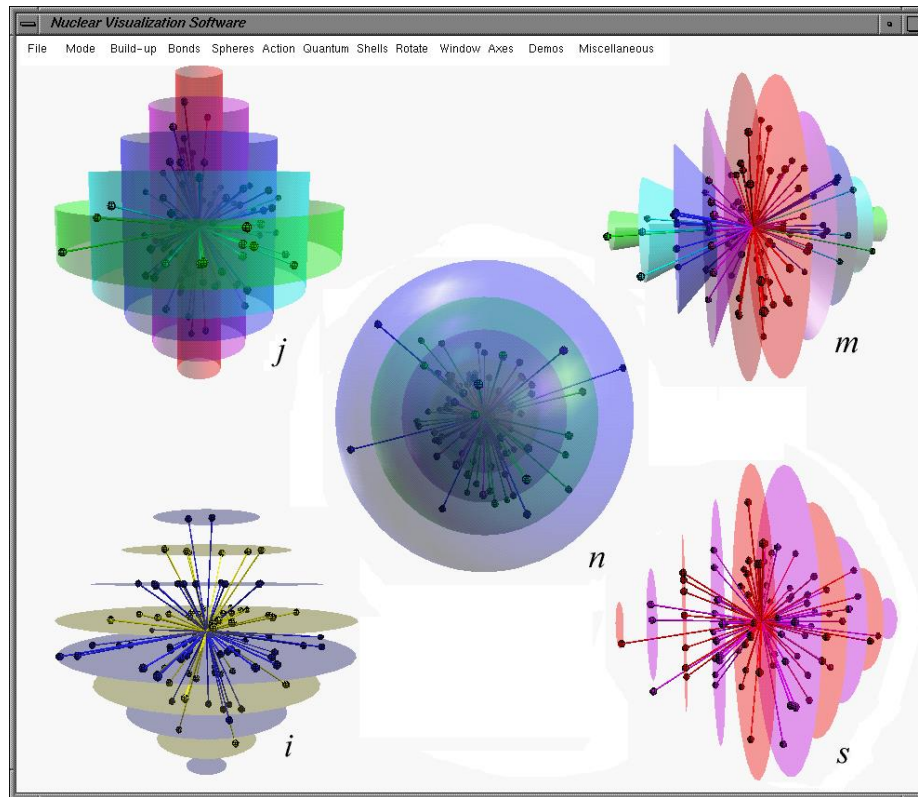 Nuclear Visualization Software
File Mode Build-up Bonds Spheres Action Quantum Shells Rotate Window Axes Demos Miscellaneous
j
m
n
i
s